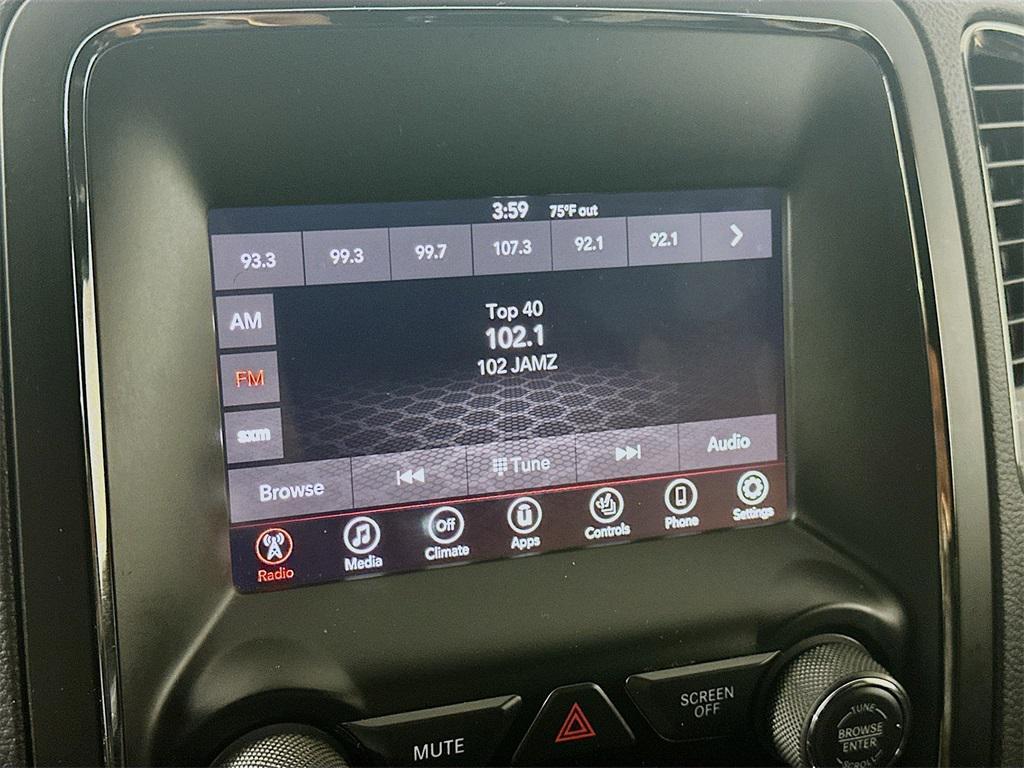 3:59 75°F out
93.3 99.3 99.7 107.3 92.1 92.1
AM
Top 40
102.1
102 JAMZ
FM
sxm
Browse Tune Audio
Radio Media Off Climate Apps Controls Phone Settings
MUTE
SCREEN
OFF
TUNE
BROWSE
ENTER
SCROLL